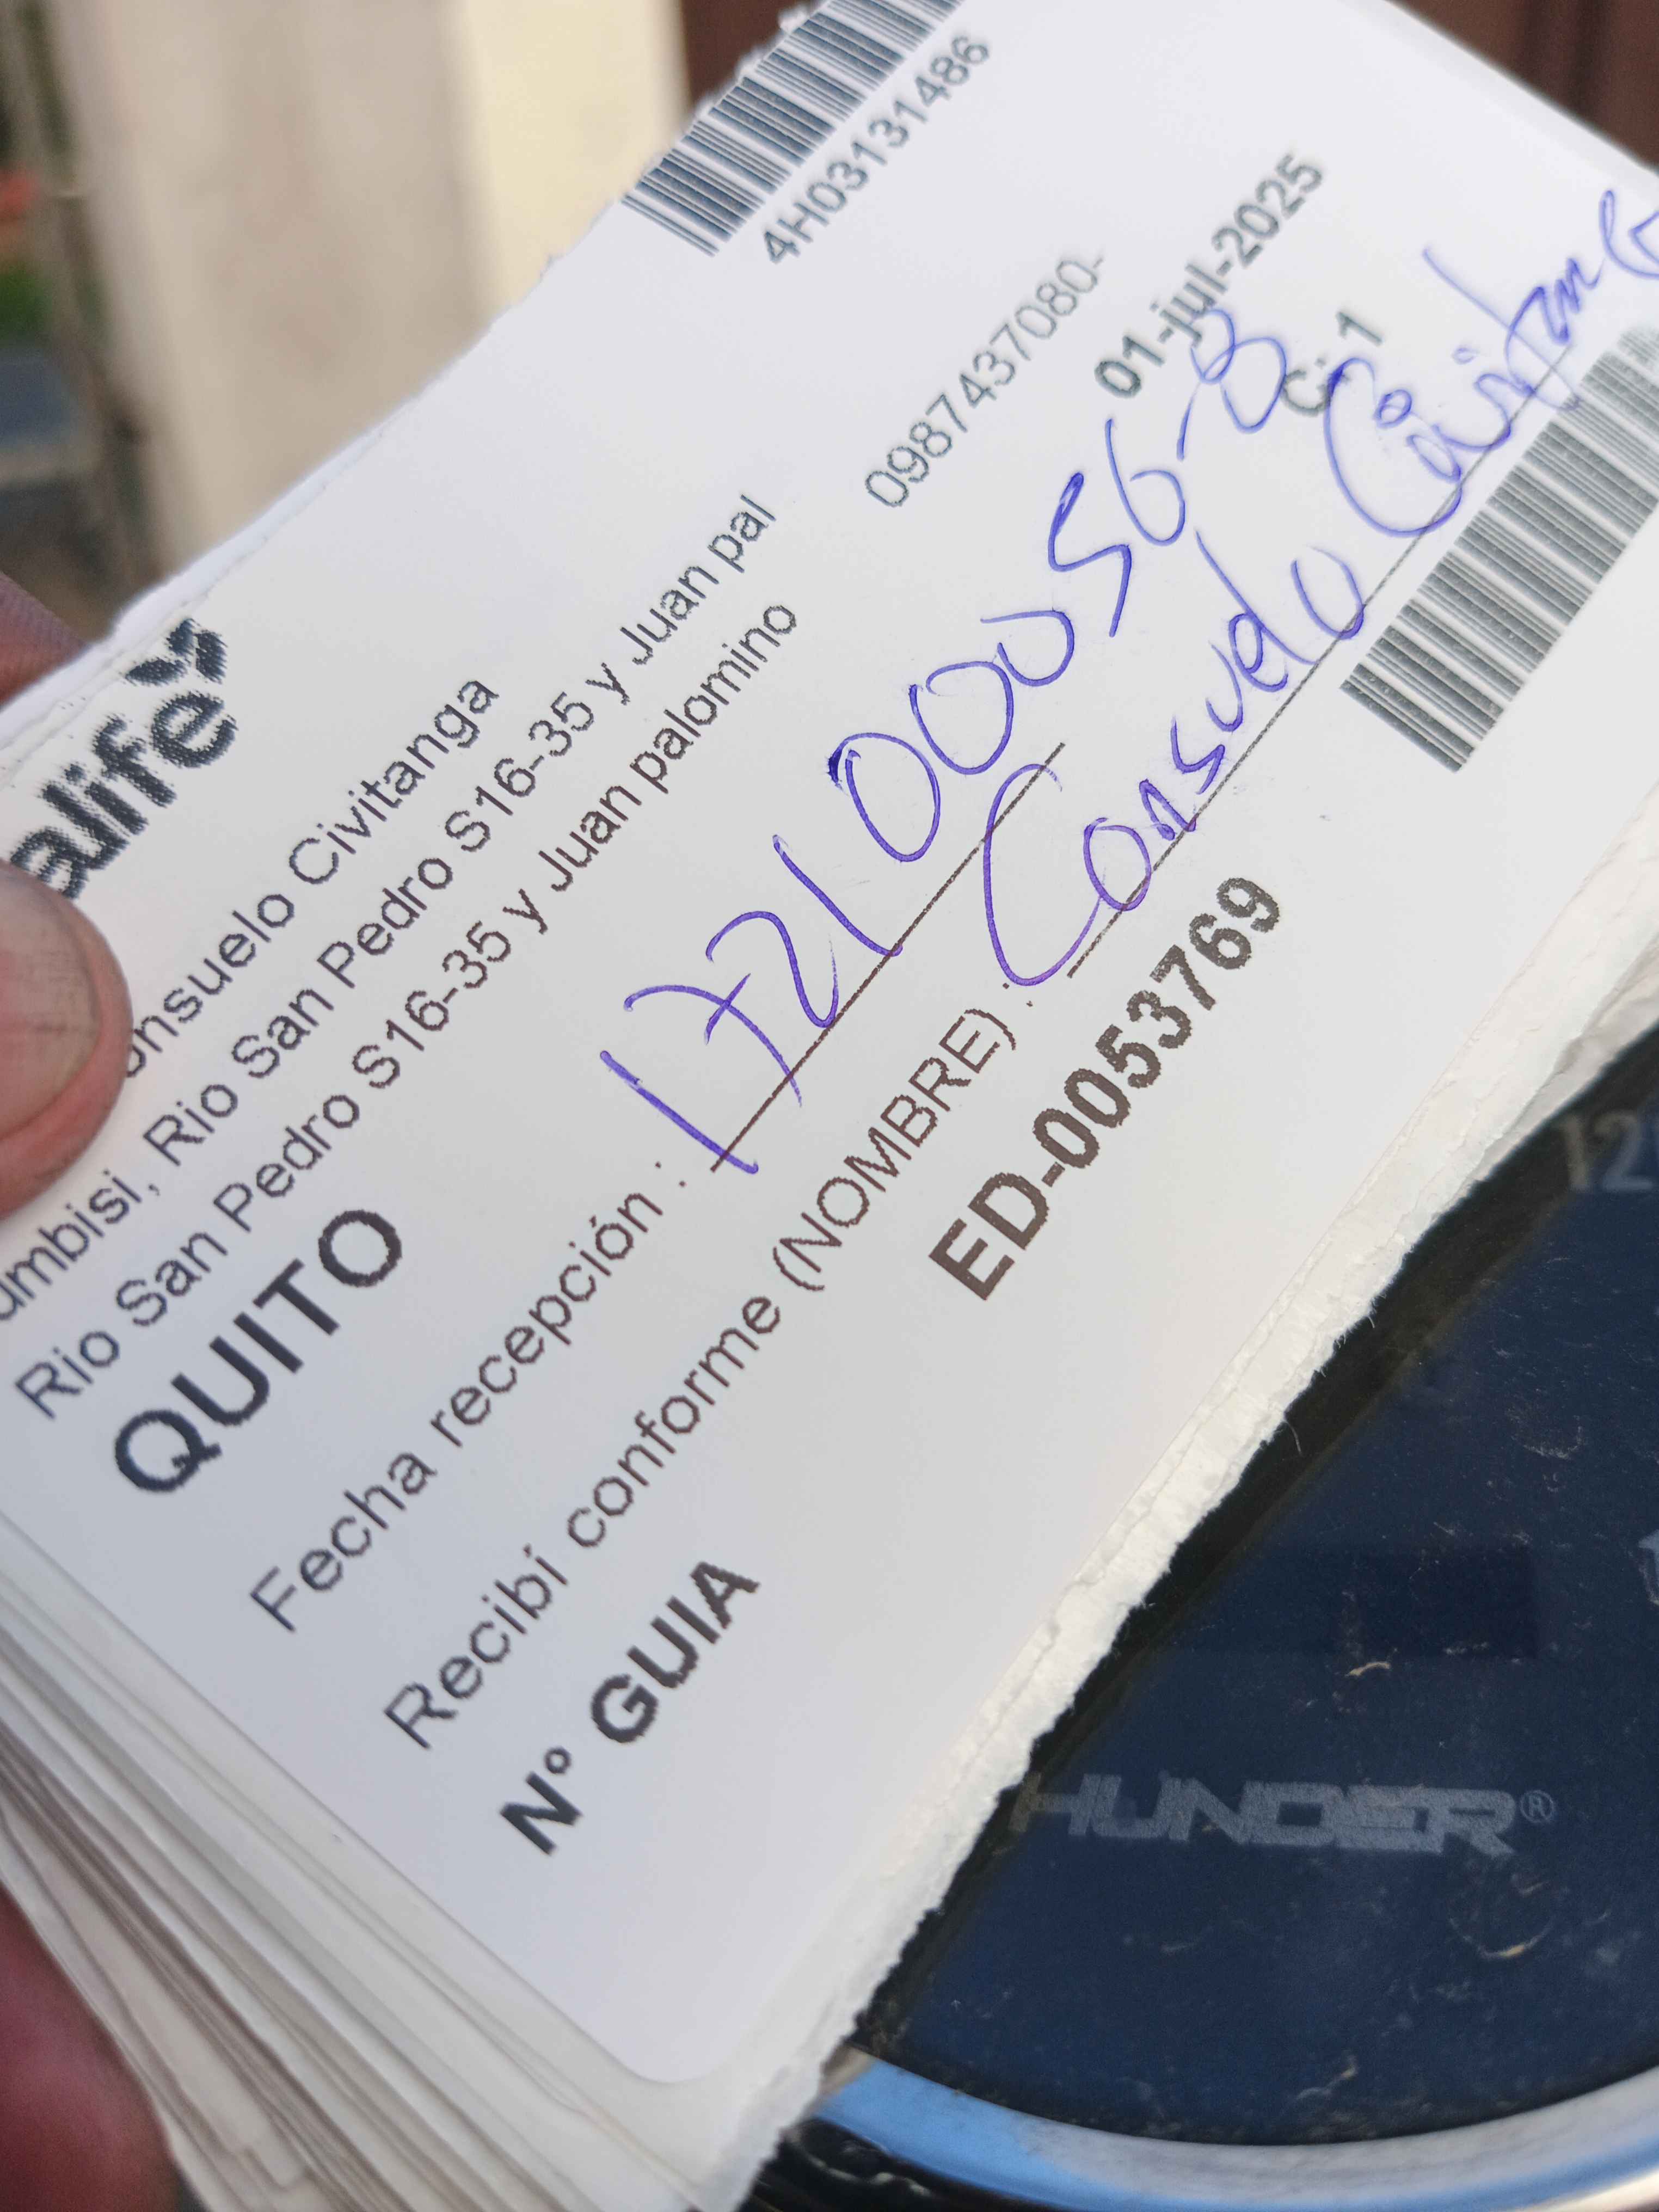 alife
4H03131486
onsuelo Civitanga
umbisi, Rio San Pedro S16-35 y Juan pal
0987437080-
Rio San Pedro S16-35 y Juan palomino
QUITO
01-jul-2025
C: 1
Fecha recepción :
Recibí conforme (NOMBRE) : Consuelo
N° GUIA ED-0053769
HUNDER®